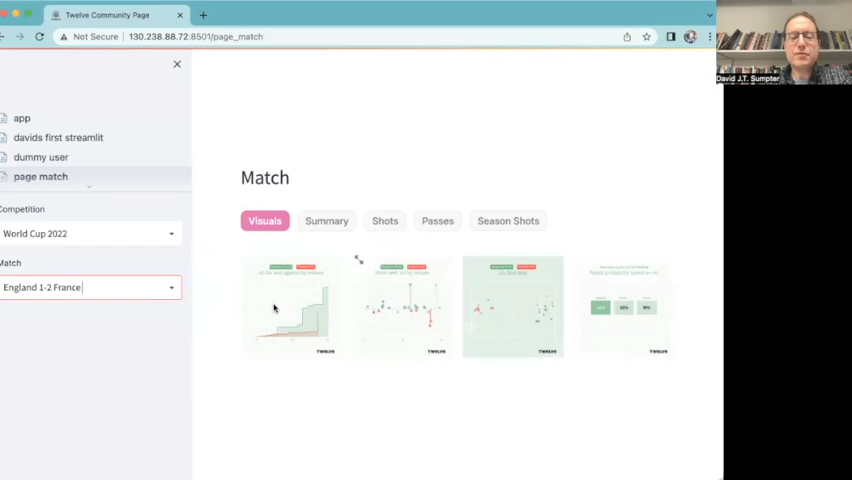 Twelve Community Page
Not Secure
130.238.88.72:8501/page_match
David J.T. Sumpter
app
davids first streamlit
dummy user
page match
Competition
World Cup 2022
Match
England 1-2 France
Match
Visuals
Summary
Shots
Passes
Season Shots
TWELVE
TWELVE
TWELVE
TWELVE